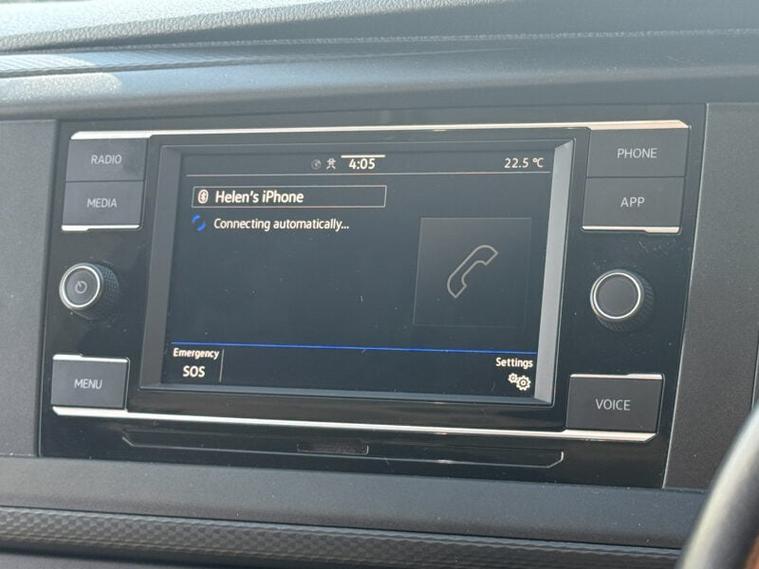 RADIO
MEDIA
MENU
4:05
22.5 °C
Helen's iPhone
Connecting automatically...
Emergency
SOS
Settings
PHONE
APP
VOICE